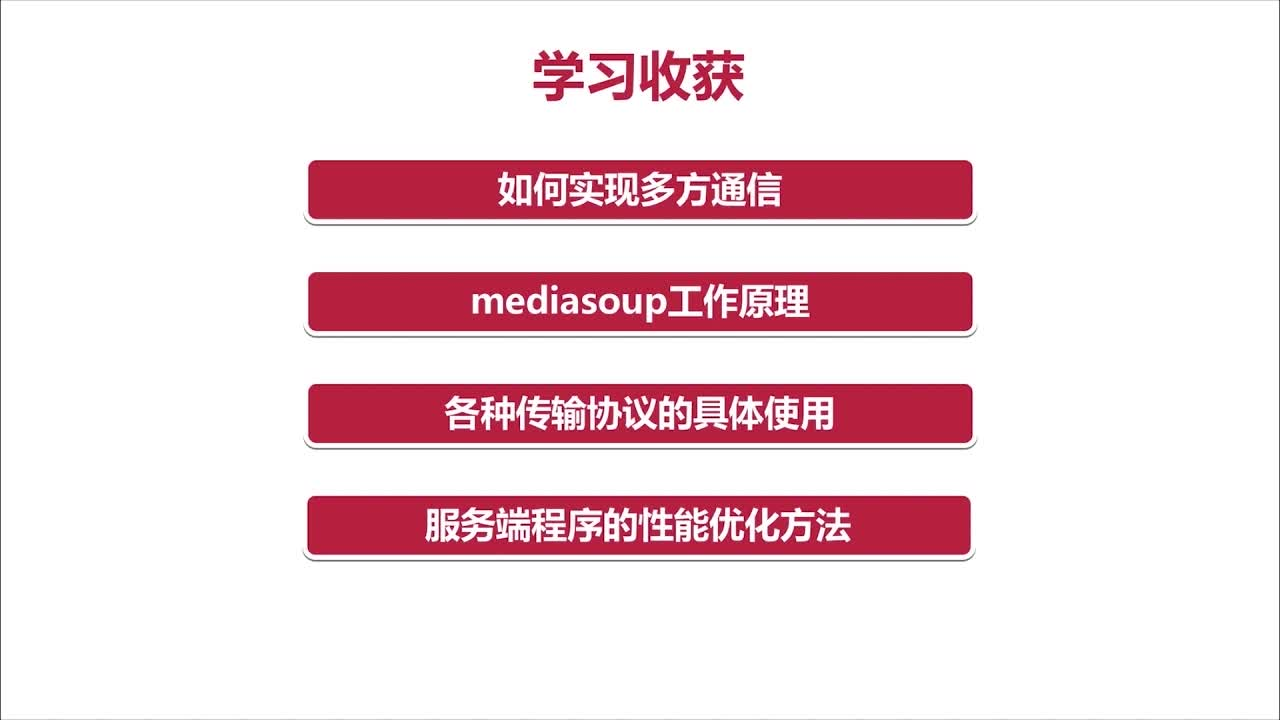 学习收获
如何实现多方通信
mediasoup工作原理
各种传输协议的具体使用
服务端程序的性能优化方法